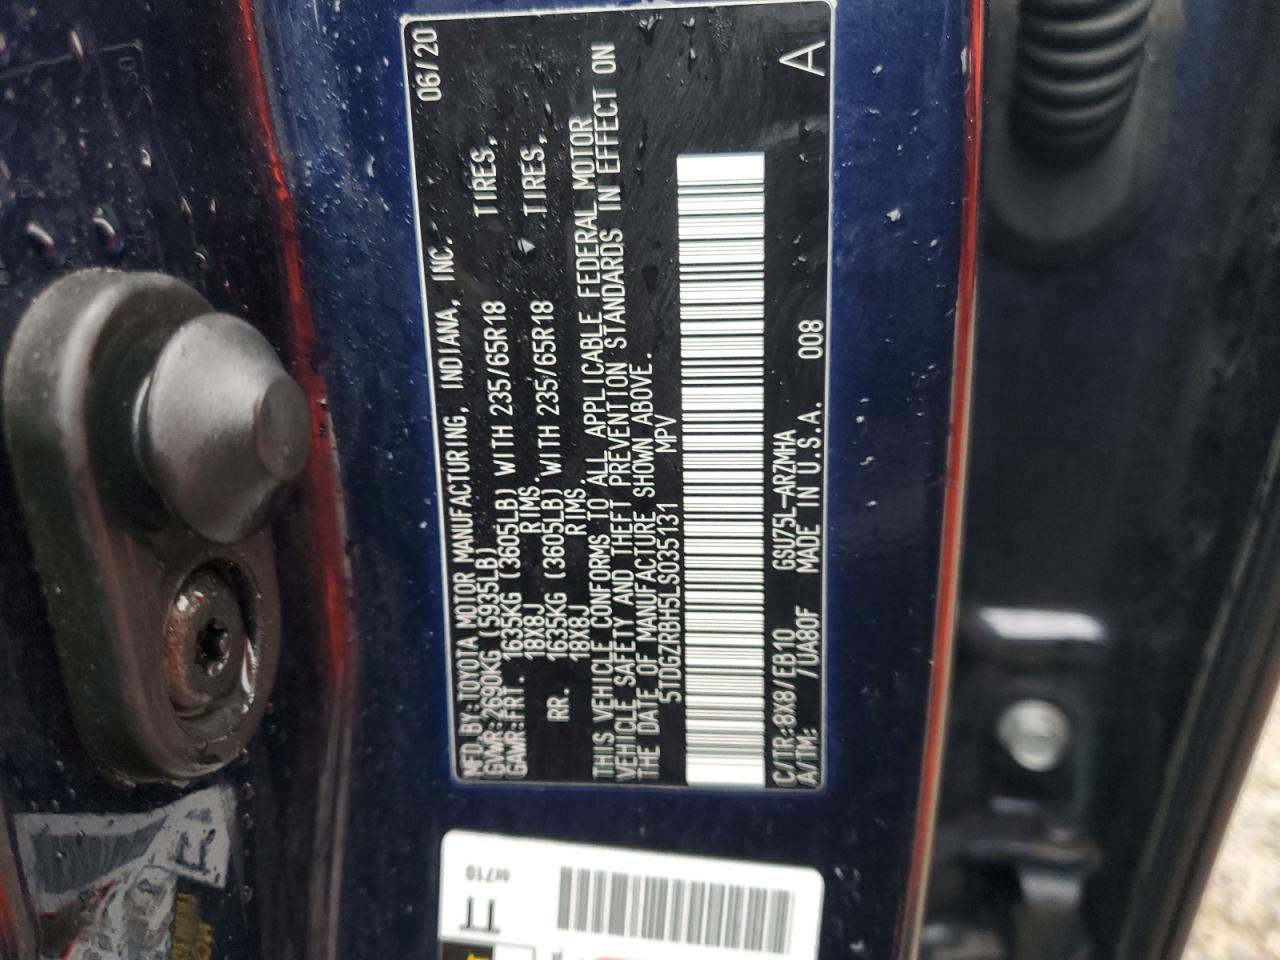 MFD.BY:TOYOTA MOTOR MANUFACTURING, INDIANA, INC. 06/20
GVWR:2690KG (5935LB)
GAWR:FRT. 1635KG (3605LB) WITH 235/65R18 TIRES,
18X8J RIMS.
RR. 1635KG (3605LB) WITH 235/65R18 TIRES,
18X8J RIMS.
THIS VEHICLE CONFORMS TO ALL APPLICABLE FEDERAL MOTOR
VEHICLE SAFETY AND THEFT PREVENTION STANDARDS IN EFFECT ON
THE DATE OF MANUFACTURE SHOWN ABOVE.
5TDGZRBH5LS035131 MPV
C/TR:8X8/EB10 GSU75L-ARZMHA
A/TM: /UA80F MADE IN U.S.A. 008 A